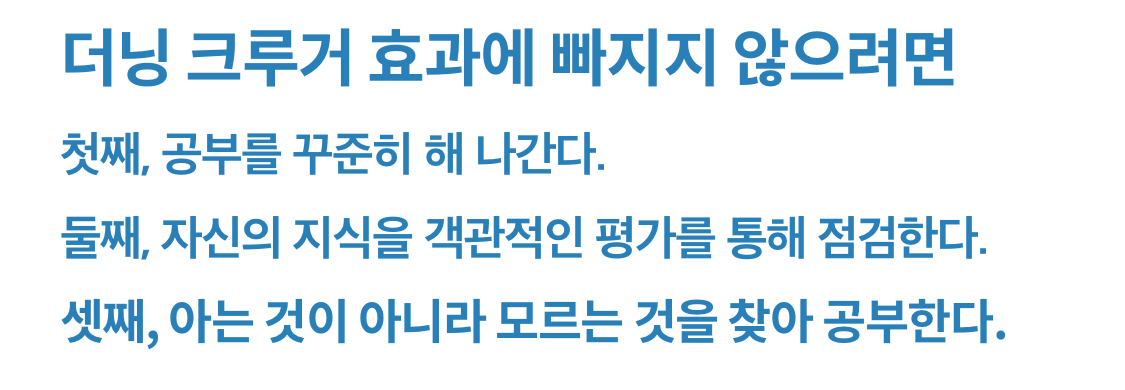 더닝 크루거 효과에 빠지지 않으려면
첫째, 공부를 꾸준히 해 나간다.
둘째, 자신의 지식을 객관적인 평가를 통해 점검한다.
셋째, 아는 것이 아니라 모르는 것을 찾아 공부한다.